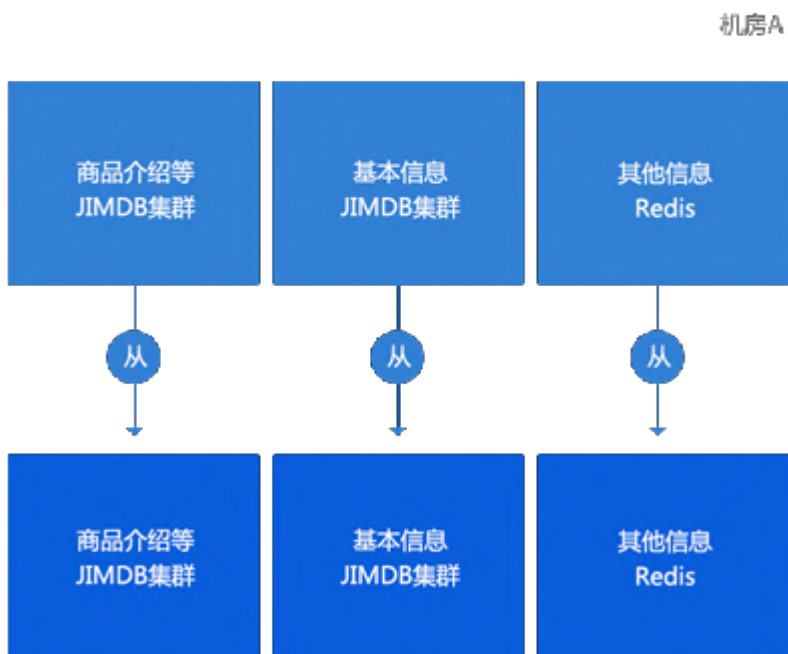 机房A
商品介绍等
JIMDB集群
基本信息
JIMDB集群
其他信息
Redis
从
从
从
商品介绍等
JIMDB集群
基本信息
JIMDB集群
其他信息
Redis